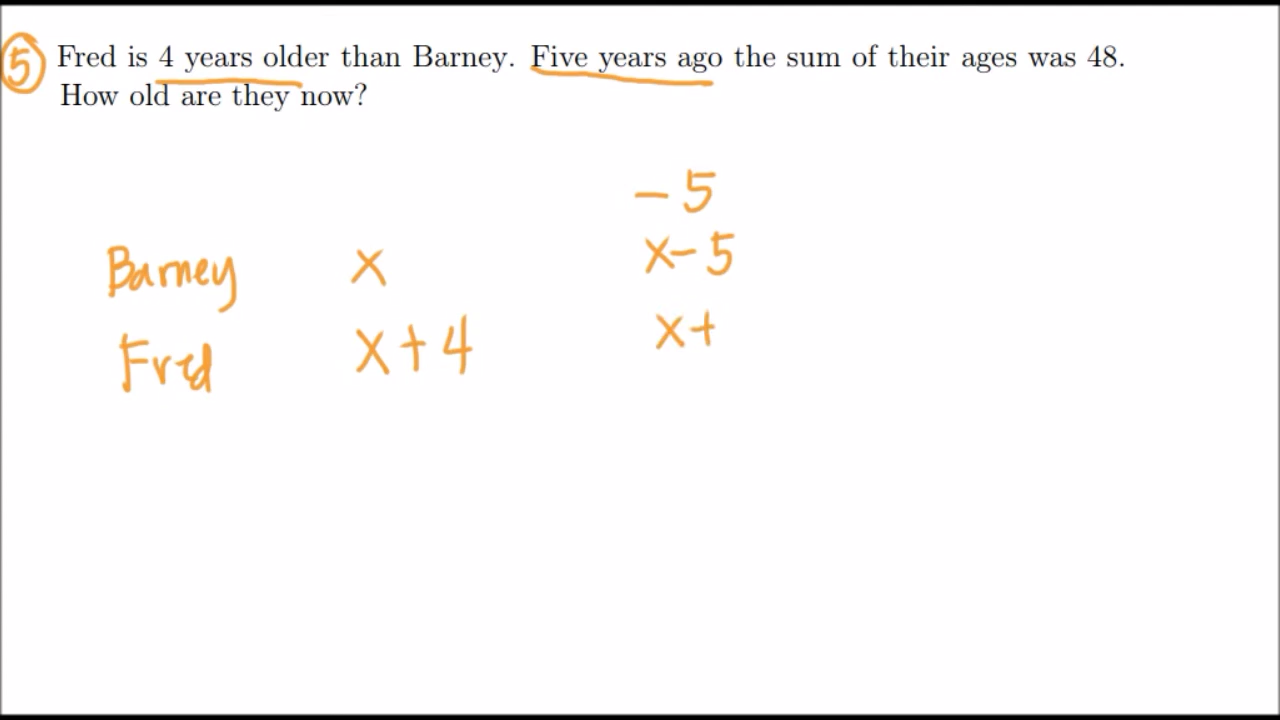 5 Fred is 4 years older than Barney. Five years ago the sum of their ages was 48.
How old are they now?
-5
Barney x x-5
Fred x+4 x+